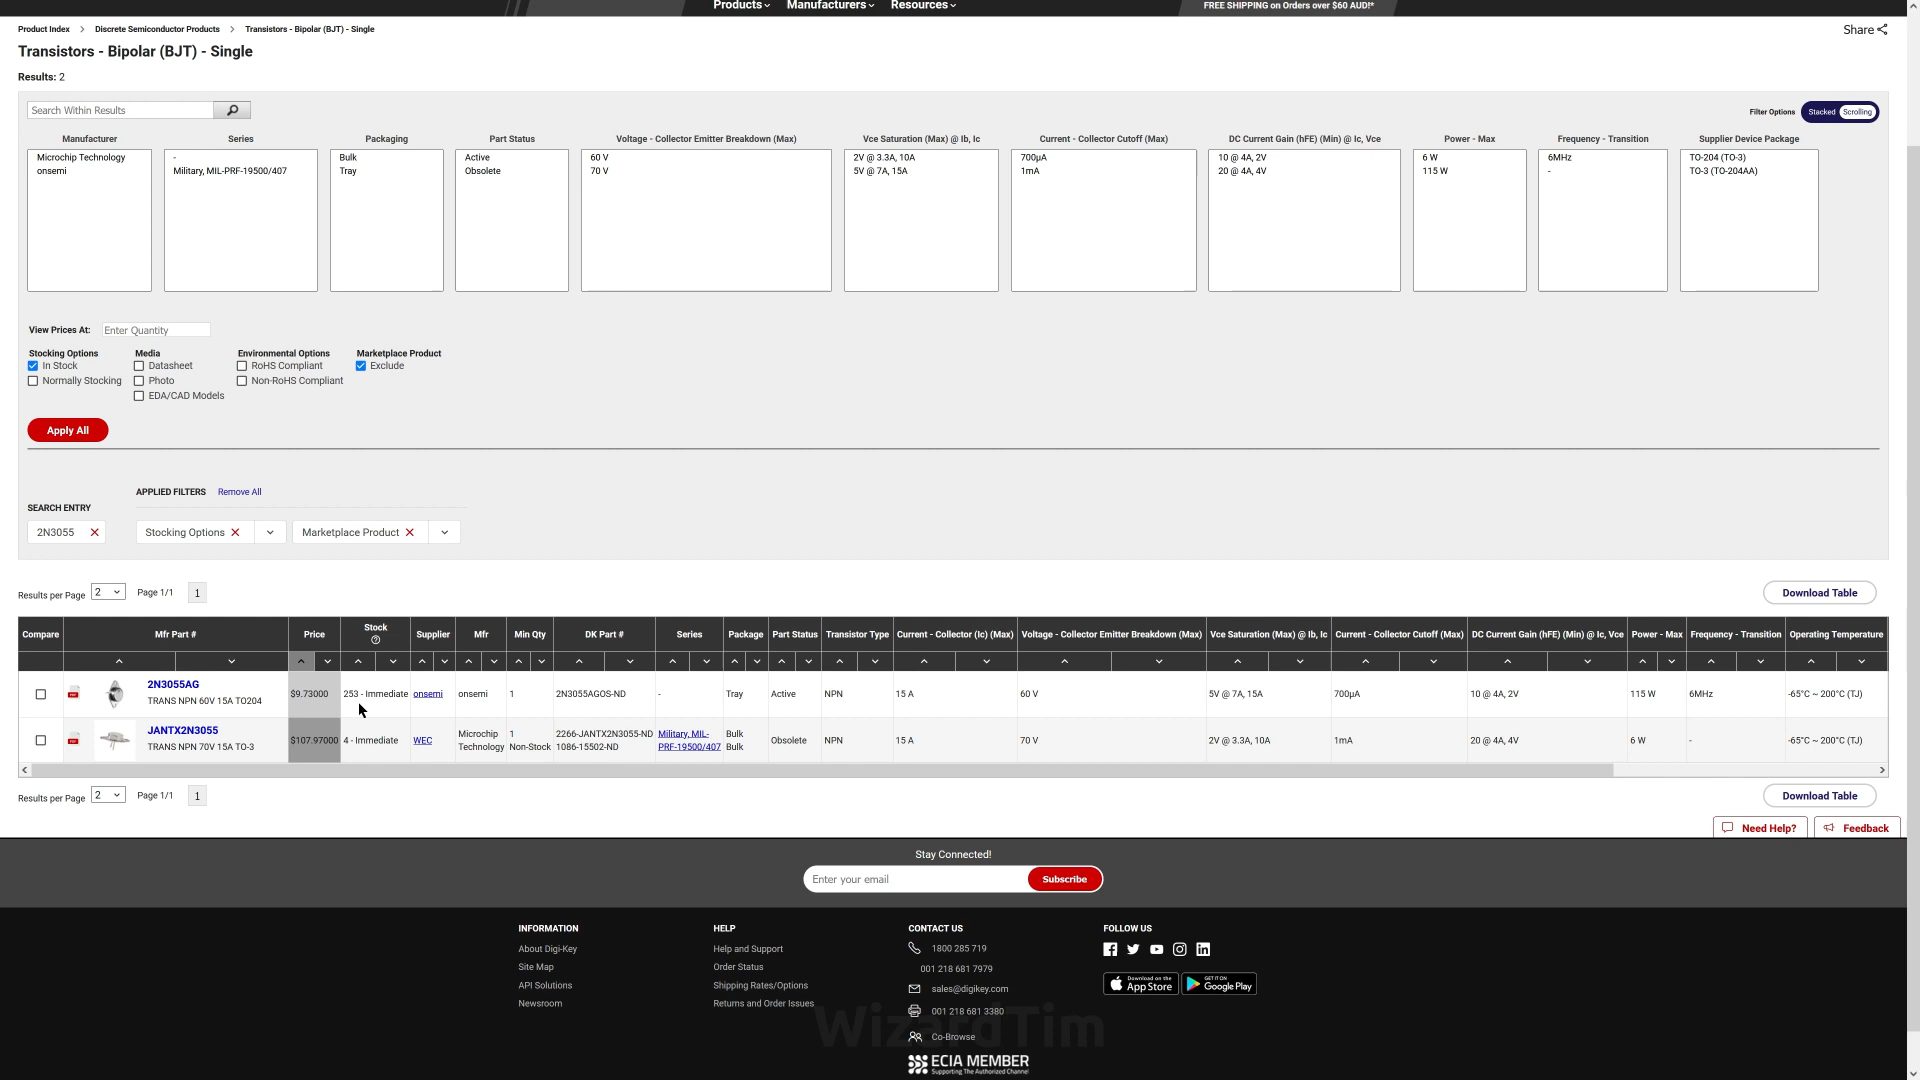 Products
Manufacturers
Resources
FREE SHIPPING on Orders over $60 AUD!*
Product Index > Discrete Semiconductor Products > Transistors - Bipolar (BJT) - Single
Share
Transistors - Bipolar (BJT) - Single
Results: 2
Search Within Results
Filter Options Stacked Scrolling
Manufacturer
Microchip Technology
onsemi
Series
-
Military, MIL-PRF-19500/407
Packaging
Bulk
Tray
Part Status
Active
Obsolete
Voltage - Collector Emitter Breakdown (Max)
60 V
70 V
Vce Saturation (Max) @ Ib, Ic
2V @ 3.3A, 10A
5V @ 7A, 15A
Current - Collector Cutoff (Max)
700µA
1mA
DC Current Gain (hFE) (Min) @ Ic, Vce
10 @ 4A, 2V
20 @ 4A, 4V
Power - Max
6 W
115 W
Frequency - Transition
6MHz
-
Supplier Device Package
TO-204 (TO-3)
TO-3 (TO-204AA)
View Prices At: Enter Quantity
Stocking Options
In Stock
Normally Stocking
Media
Datasheet
Photo
EDA/CAD Models
Environmental Options
RoHS Compliant
Non-RoHS Compliant
Marketplace Product
Exclude
Apply All
APPLIED FILTERS Remove All
SEARCH ENTRY
2N3055
Stocking Options
Marketplace Product
Results per Page 2 Page 1/1 1
Download Table
Compare Mfr Part # Price Stock Supplier Mfr Min Qty DK Part # Series Package Part Status Transistor Type Current - Collector (Ic) (Max) Voltage - Collector Emitter Breakdown (Max) Vce Saturation (Max) @ Ib, Ic Current - Collector Cutoff (Max) DC Current Gain (hFE) (Min) @ Ic, Vce Power - Max Frequency - Transition Operating Temperature
2N3055AG
TRANS NPN 60V 15A TO204
$9.73000 253 - Immediate onsemi onsemi 1 2N3055AGOS-ND - Tray Active NPN 15 A 60 V 5V @ 7A, 15A 700µA 10 @ 4A, 2V 115 W 6MHz -65°C ~ 200°C (TJ)
JANTX2N3055
TRANS NPN 70V 15A TO-3
$107.97000 4 - Immediate WEC
Microchip
Technology
1
Non-Stock
2266-JANTX2N3055-ND
1086-15502-ND
Military, MIL-
PRF-19500/407
Bulk
Bulk
Obsolete NPN 15 A 70 V 2V @ 3.3A, 10A 1mA 20 @ 4A, 4V 6 W - -65°C ~ 200°C (TJ)
Results per Page 2 Page 1/1 1
Download Table
Need Help?
Feedback
Stay Connected!
Enter your email
Subscribe
INFORMATION
About Digi-Key
Site Map
API Solutions
Newsroom
HELP
Help and Support
Order Status
Shipping Rates/Options
Returns and Order Issues
CONTACT US
1800 285 719
001 218 681 7979
sales@digikey.com
001 218 681 3380
Co-Browse
ECIA MEMBER
Supporting The Authorized Channel
FOLLOW US
Download on the
App Store
GET IT ON
Google Play
WizardTim